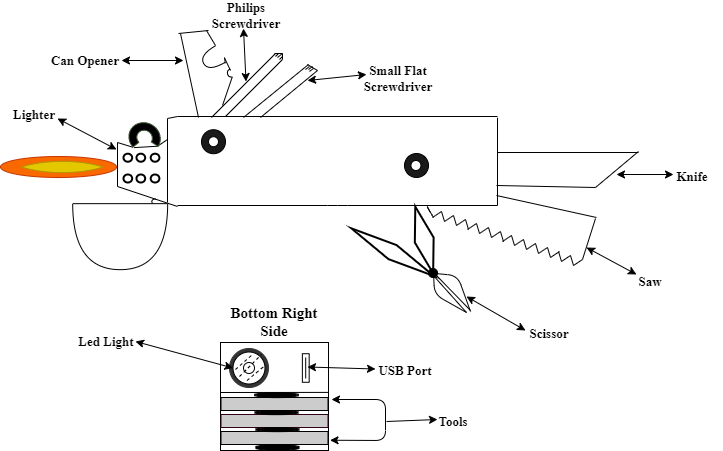 Philips
Screwdriver
Can Opener
Small Flat
Screwdriver
Lighter
Knife
Saw
Scissor
Bottom Right
Side
Led Light
USB Port
Tools